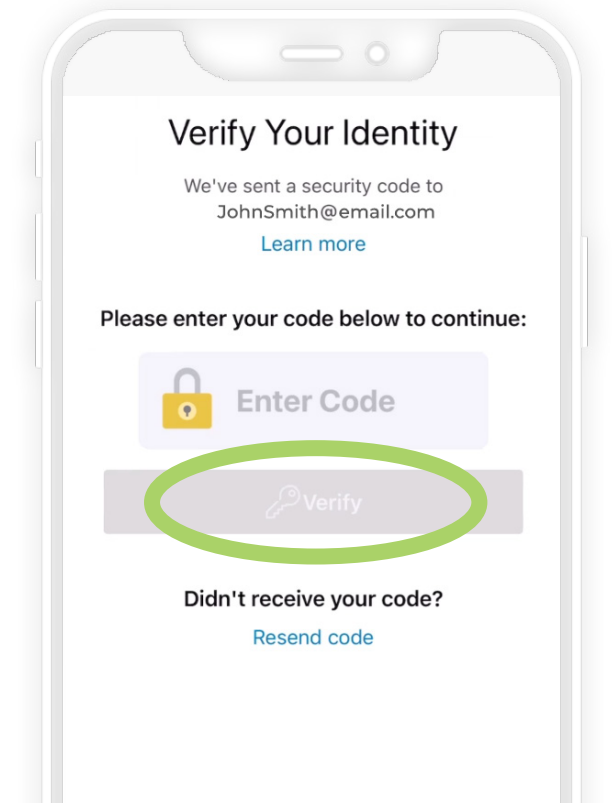 Verify Your Identity
We've sent a security code to
JohnSmith@email.com
Learn more
Please enter your code below to continue:
Enter Code
Verify
Didn't receive your code?
Resend code